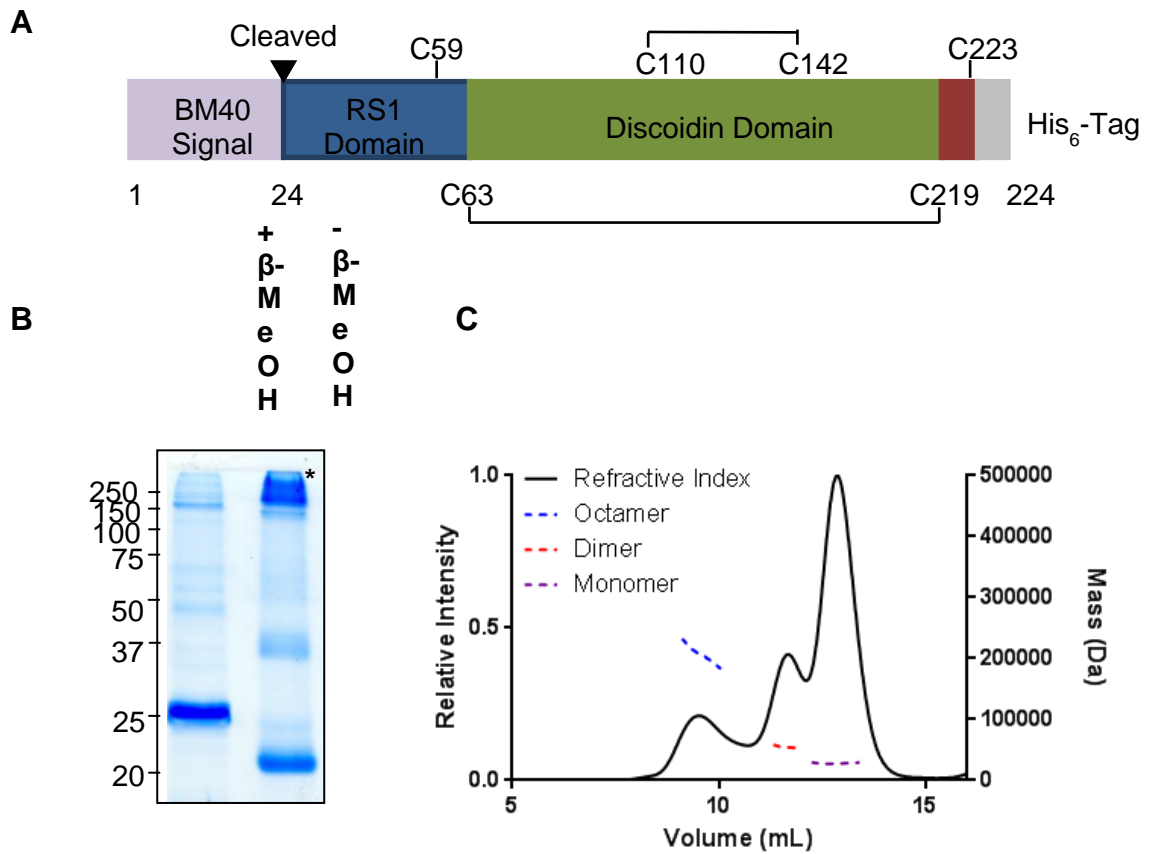 A
Cleaved
C59
C110
C142
C223
BM40
Signal
RS1
Domain
Discoidin Domain
His6-Tag
1
24
C63
C219
224
+
β-
M
e
O
H
-
β-
M
e
O
H
B
C
*
250
150
100
75
50
37
25
20
Refractive Index
Octamer
Dimer
Monomer
1.0
0.5
0.0
Relative Intensity
500000
400000
300000
200000
100000
0
Mass (Da)
5
10
15
Volume (mL)